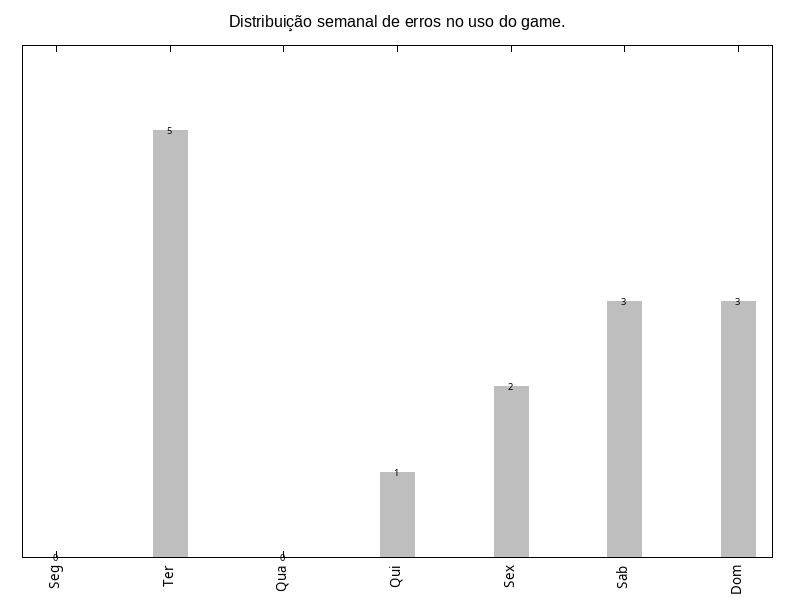 Distribuição semanal de erros no uso do game.
5
3
3
2
1
0
0
Seg
Ter
Qua
Qui
Sex
Sab
Dom